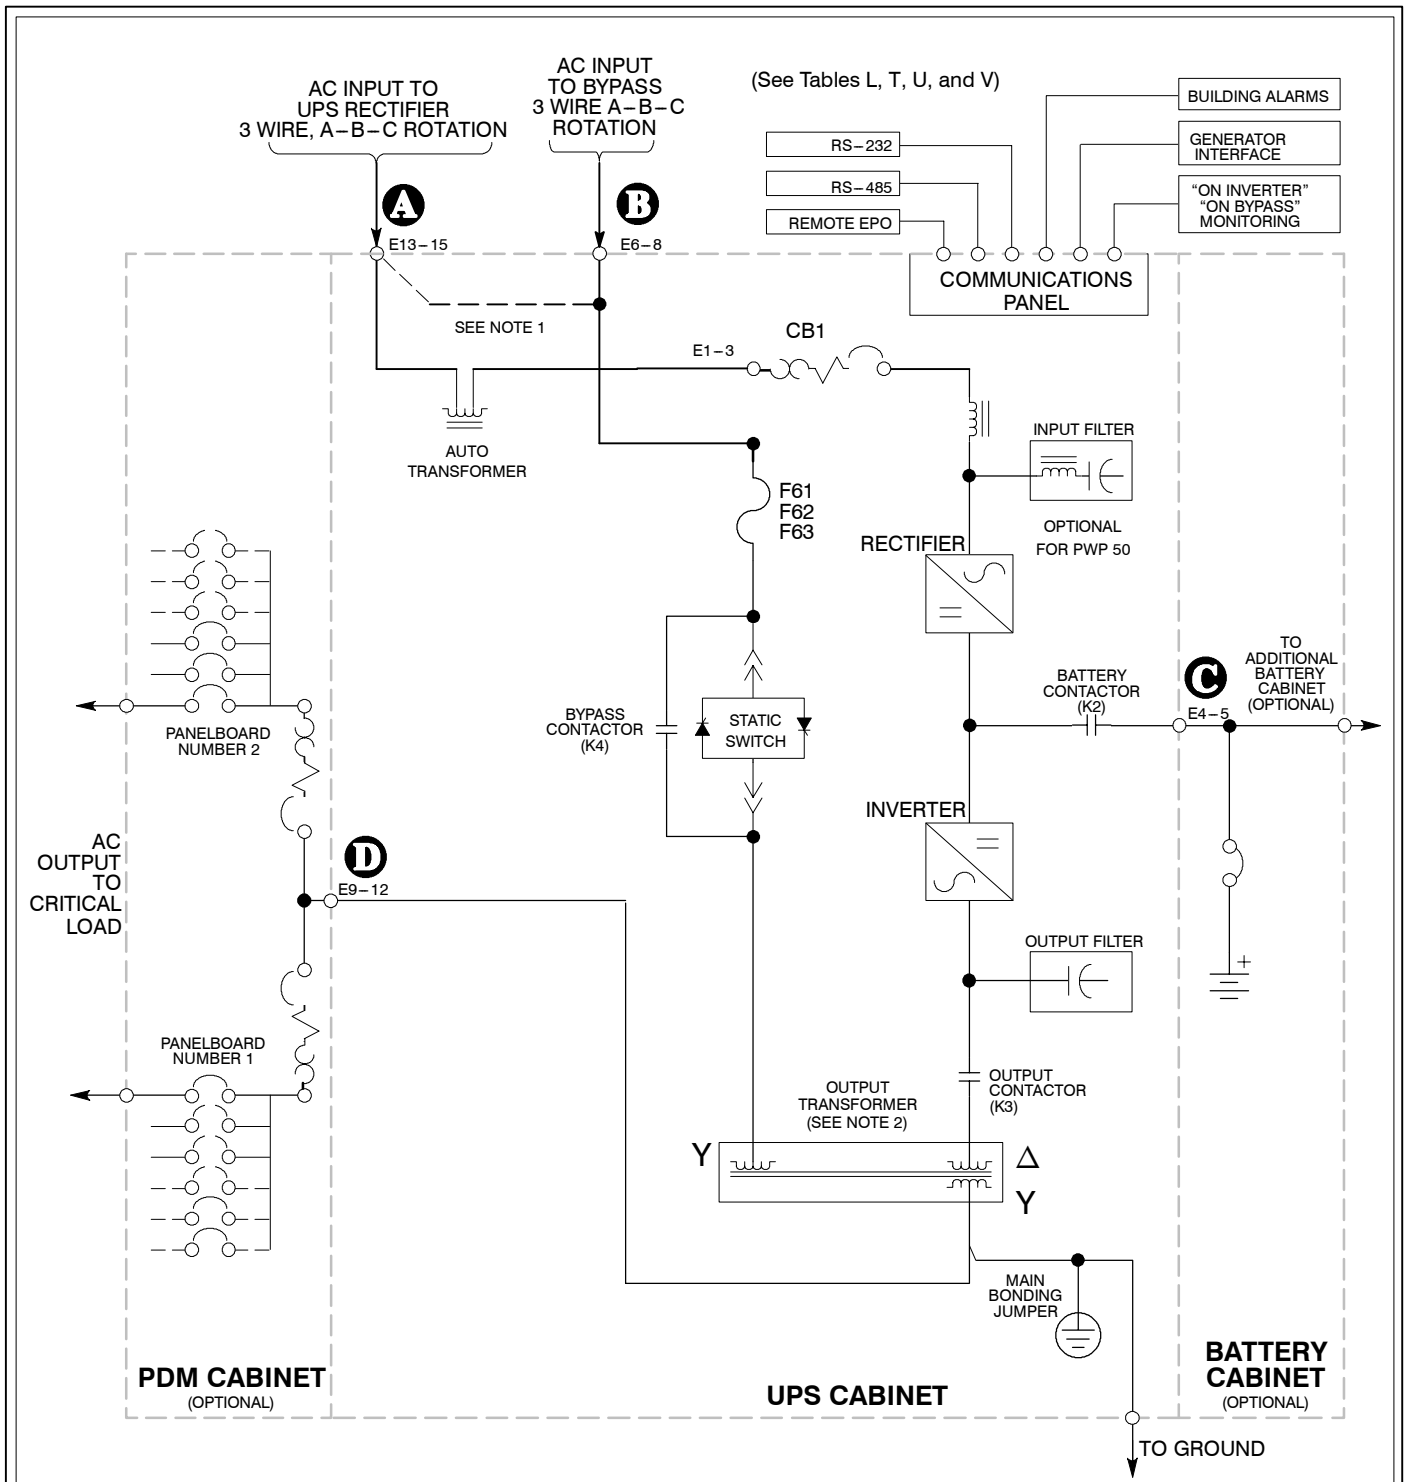 AC INPUT TO
UPS RECTIFIER
3 WIRE, A–B–C ROTATION
AC INPUT
TO BYPASS
3 WIRE A–B–C
ROTATION
(See Tables L, T, U, and V)
RS–232
RS–485
REMOTE EPO
BUILDING ALARMS
GENERATOR
INTERFACE
“ON INVERTER”
“ON BYPASS”
MONITORING
A
B
E13–15
E6–8
COMMUNICATIONS
PANEL
SEE NOTE 1
E1–3
CB1
AUTO
TRANSFORMER
INPUT FILTER
OPTIONAL
FOR PWP 50
F61
F62
F63
RECTIFIER
BATTERY
CONTACTOR
(K2)
C
E4–5
TO
ADDITIONAL
BATTERY
CABINET
(OPTIONAL)
PANELBOARD
NUMBER 2
BYPASS
CONTACTOR
(K4)
STATIC
SWITCH
INVERTER
AC
OUTPUT
TO
CRITICAL
LOAD
D
E9–12
OUTPUT FILTER
+
PANELBOARD
NUMBER 1
OUTPUT
TRANSFORMER
(SEE NOTE 2)
OUTPUT
CONTACTOR
(K3)
Y
Δ
Y
MAIN
BONDING
JUMPER
PDM CABINET
(OPTIONAL)
UPS CABINET
BATTERY
CABINET
(OPTIONAL)
TO GROUND